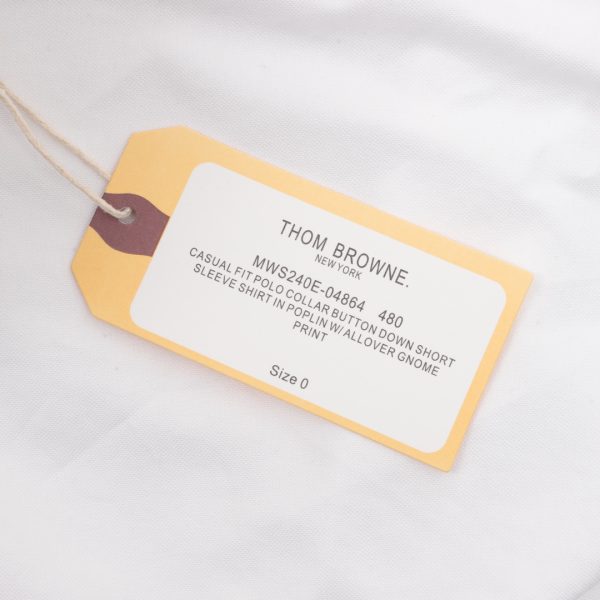 THOM BROWNE.
NEW YORK
MWS240E-04864 480
CASUAL FIT POLO COLLAR BUTTON DOWN SHORT
SLEEVE SHIRT IN POPLIN W/ ALLOVER GNOME
PRINT
Size 0